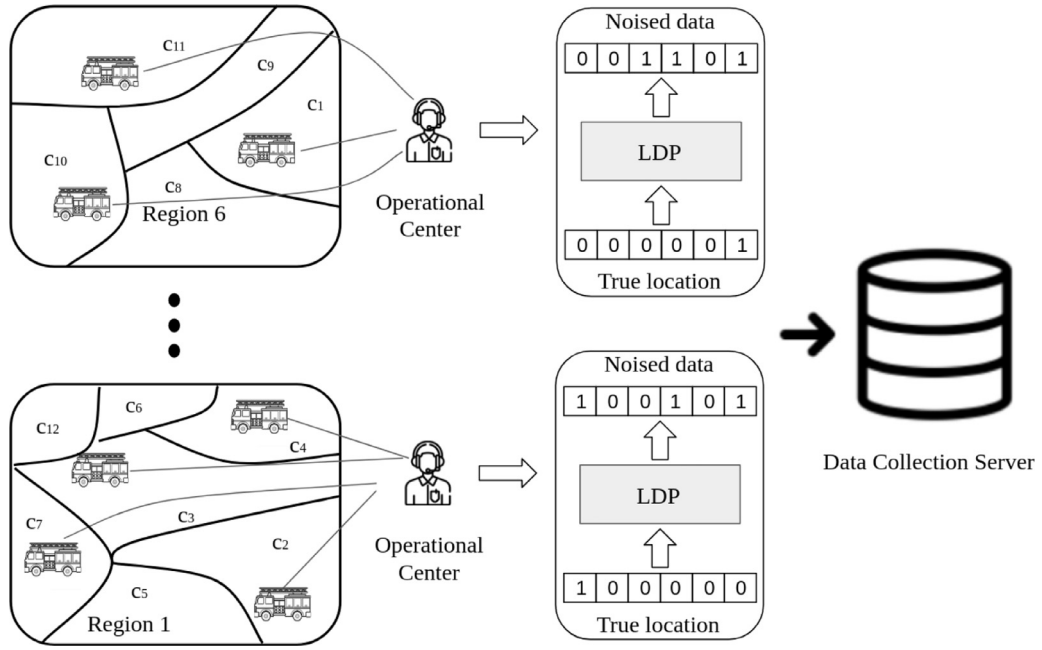 c11
c9
c1
c10
c8
Region 6
Operational
Center
Noised data
0 0 1 1 1 0 1
LDP
0 0 0 0 0 0 1
True location
c12
c6
c4
c7
c3
c2
c5
Region 1
Operational
Center
Noised data
1 0 0 1 0 1
LDP
1 0 0 0 0 0
True location
Data Collection Server